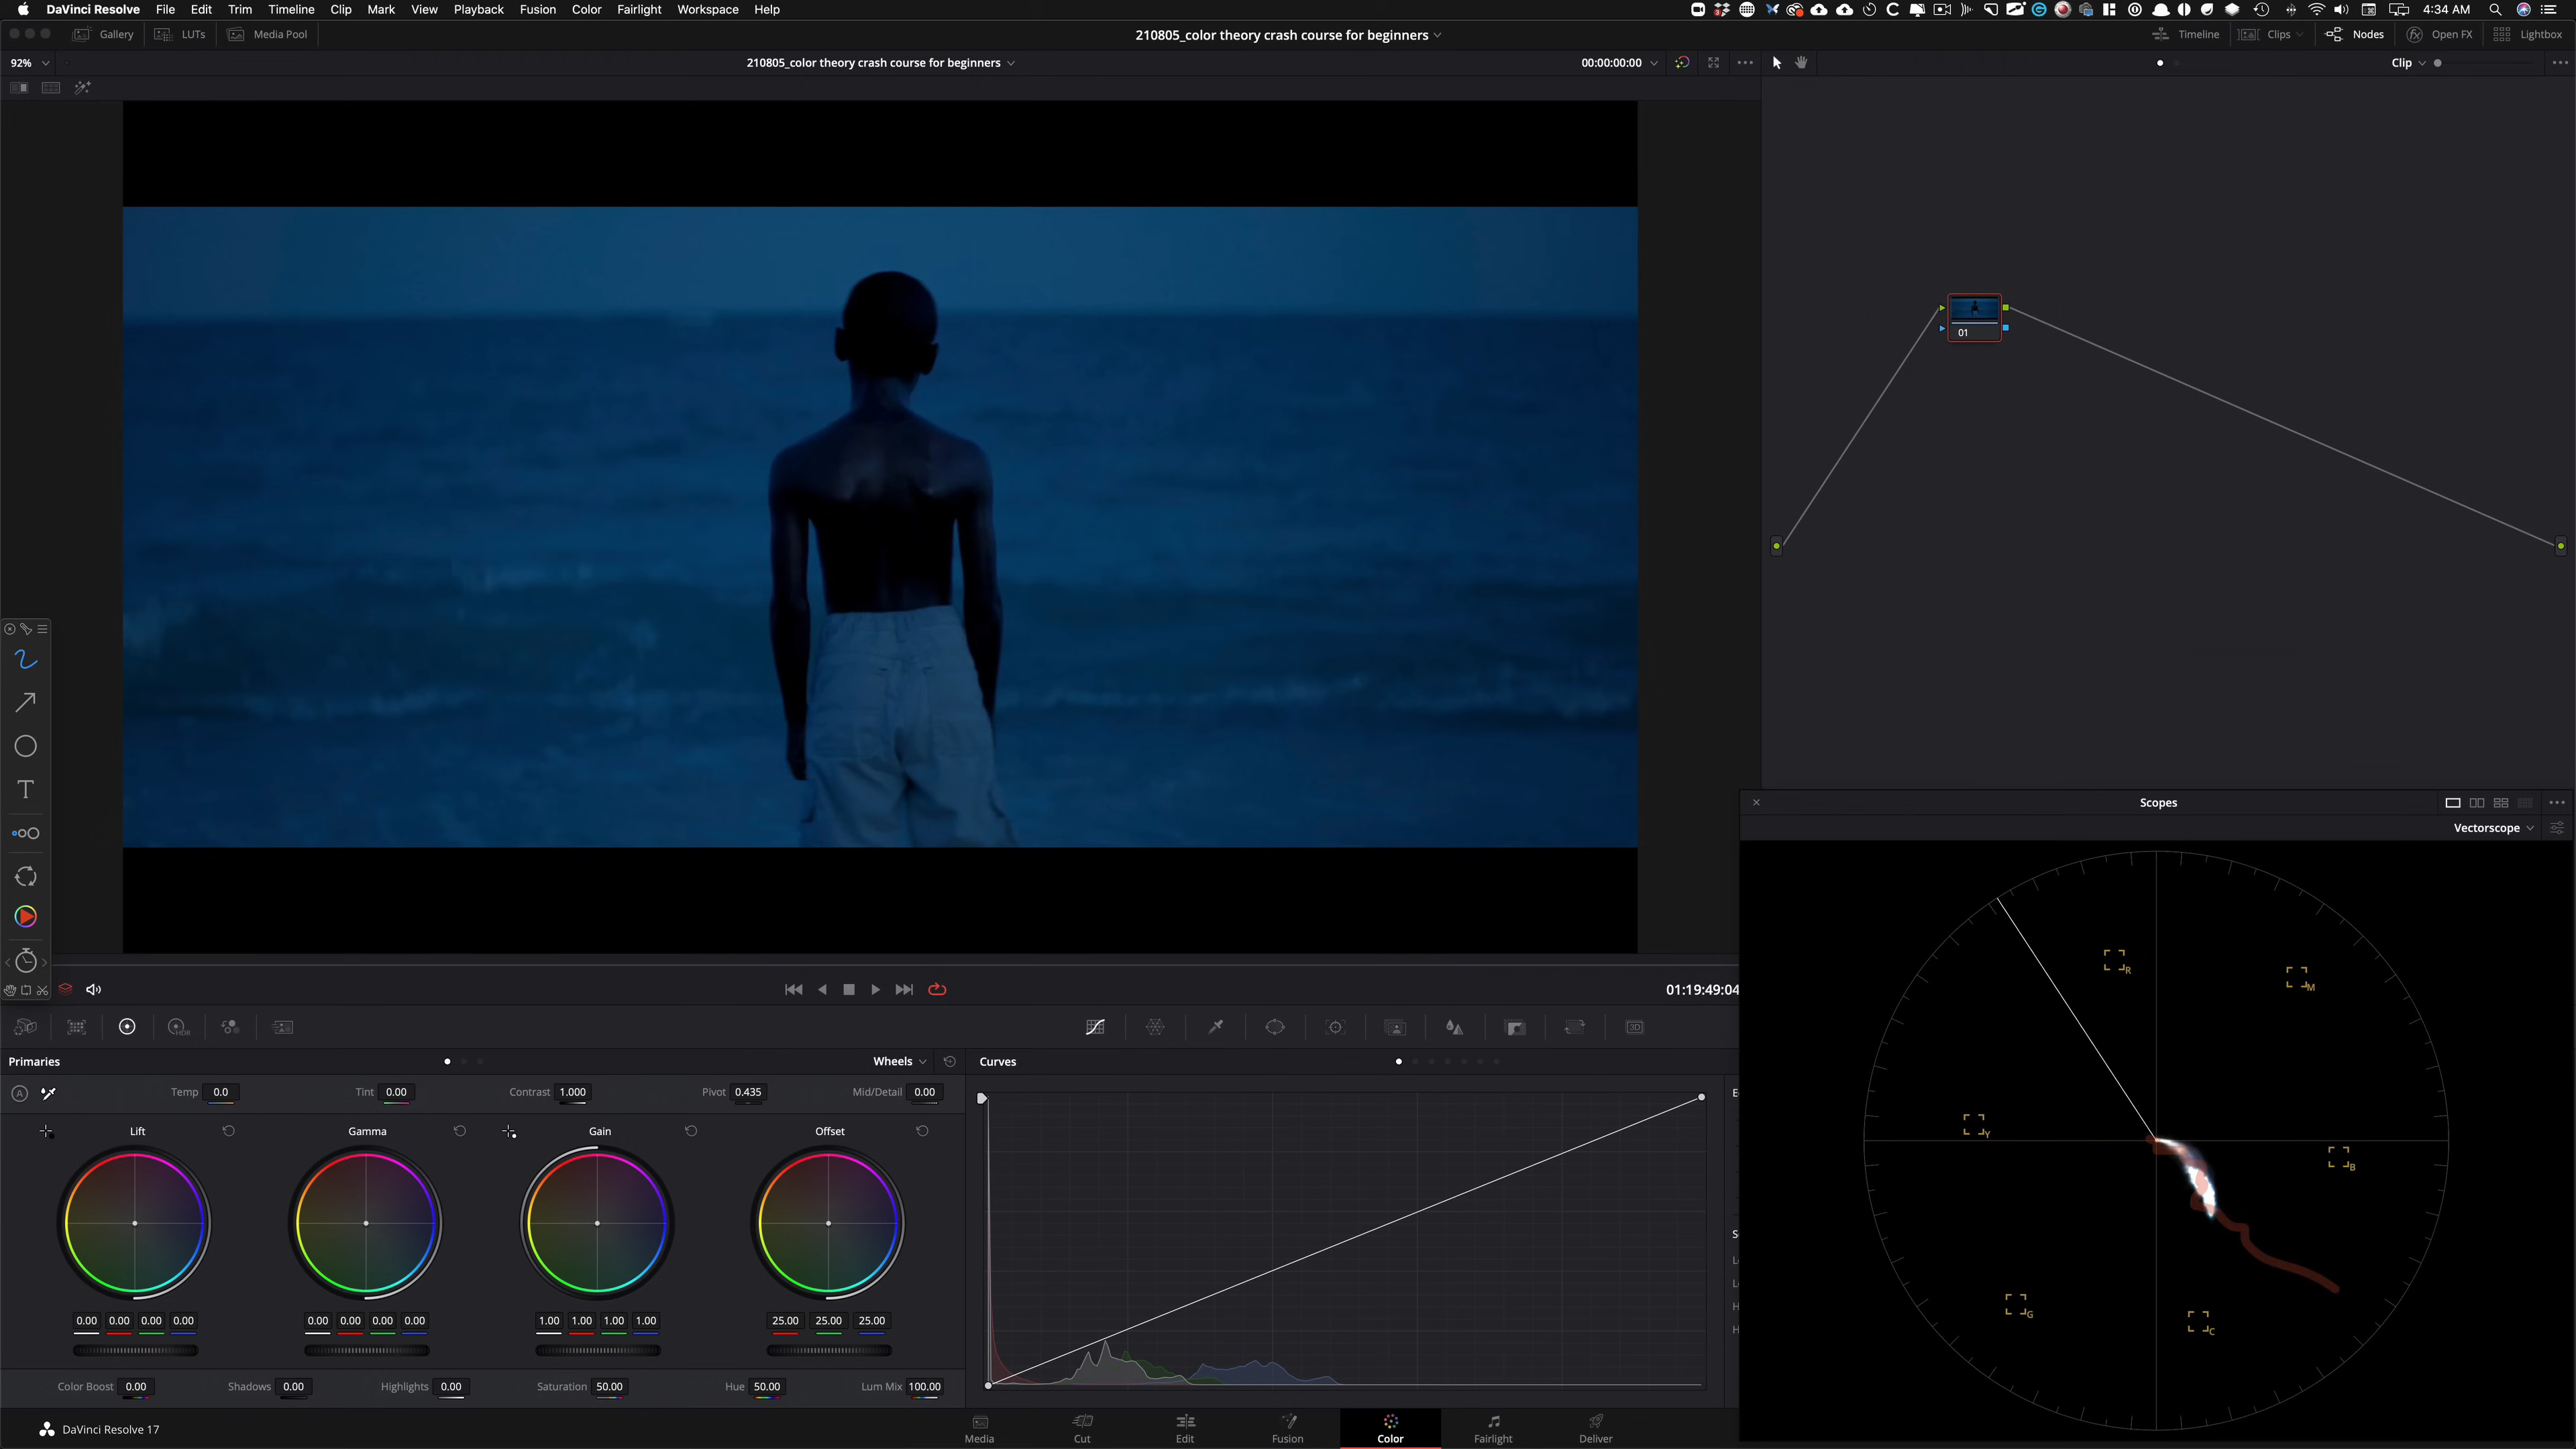 DaVinci Resolve File Edit Trim Timeline Clip Mark View Playback Fusion Color Fairlight Workspace Help 3 4:34 AM
Gallery LUTs Media Pool 210805_color theory crash course for beginners Timeline Clips Nodes Open FX Lightbox
92% 210805_color theory crash course for beginners 00:00:00:00 Clip
01
T
Scopes
Vectorscope
R
M
Y
B
G
C
01:19:49:04
HDR 3D
Primaries Wheels Curves
A Temp 0.0 Tint 0.00 Contrast 1.000 Pivot 0.435 Mid/Detail 0.00
Lift Gamma Gain Offset
0.00 0.00 0.00 0.00 0.00 0.00 0.00 0.00 1.00 1.00 1.00 1.00 25.00 25.00 25.00
Color Boost 0.00 Shadows 0.00 Highlights 0.00 Saturation 50.00 Hue 50.00 Lum Mix 100.00
DaVinci Resolve 17
Media Cut Edit Fusion Color Fairlight Deliver